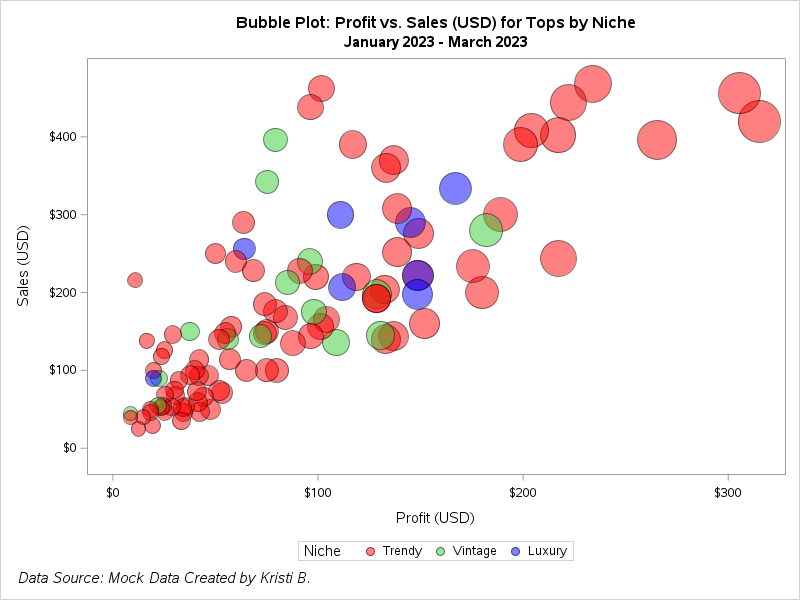 Bubble Plot: Profit vs. Sales (USD) for Tops by Niche
January 2023 - March 2023
Sales (USD)
$400
$300
$200
$100
$0
$0 $100 $200 $300
Profit (USD)
Niche Trendy Vintage Luxury
Data Source: Mock Data Created by Kristi B.